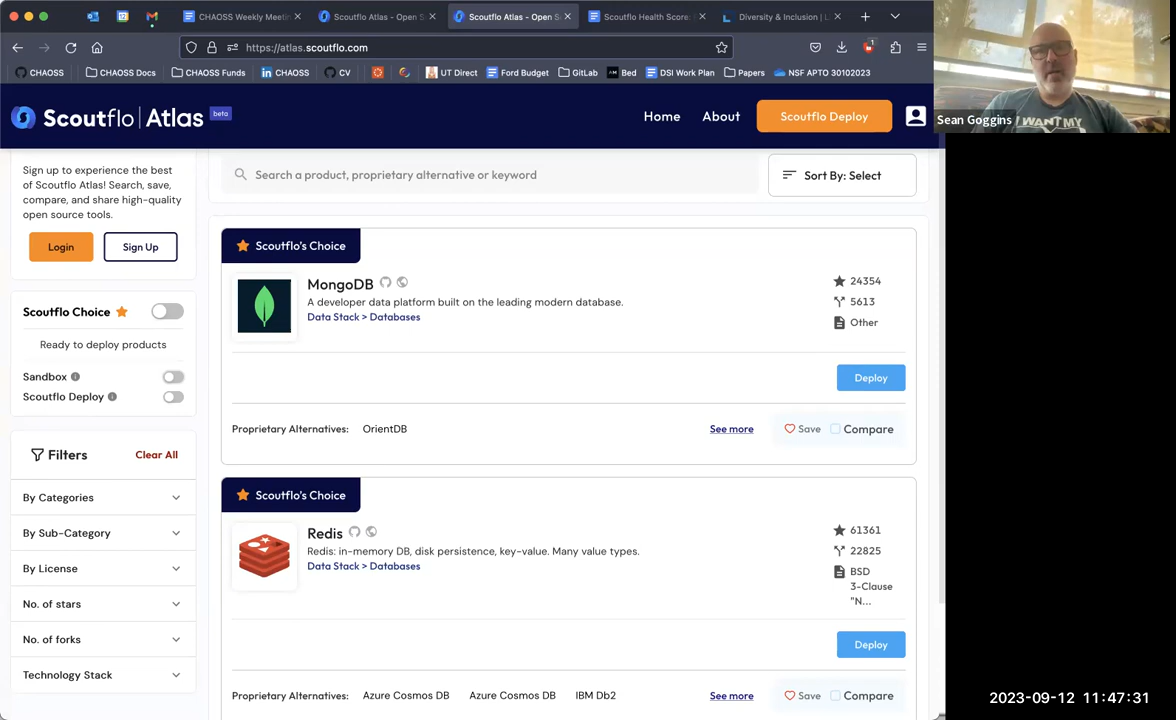 CHAOSS Weekly Meeti
Scoutflo Atlas - Open S
Scoutflo Atlas - Open S
Scoutflo Health Score:
Diversity & Inclusion | L
https://atlas.scoutflo.com
1
CHAOSS
CHAOSS Docs
CHAOSS Funds
CHAOSS
CV
UT Direct
Ford Budget
GitLab
Bed
DSI Work Plan
Papers
NSF APTO 30102023
Scoutflo | Atlas beta
Home
About
Scoutflo Deploy
Sean Goggins
I WANT MY
Sign up to experience the best
of Scoutflo Atlas! Search, save,
compare, and share high-quality
open source tools.
Login
Sign Up
Scoutflo Choice
Ready to deploy products
Sandbox
Scoutflo Deploy
Filters
Clear All
By Categories
By Sub-Category
By License
No. of stars
No. of forks
Technology Stack
Search a product, proprietary alternative or keyword
Sort By: Select
Scoutflo's Choice
MongoDB
A developer data platform built on the leading modern database.
Data Stack > Databases
24354
5613
Other
Deploy
Proprietary Alternatives: OrientDB
See more
Save
Compare
Scoutflo's Choice
Redis
Redis: in-memory DB, disk persistence, key-value. Many value types.
Data Stack > Databases
61361
22825
BSD
3-Clause
"N...
Deploy
Proprietary Alternatives: Azure Cosmos DB Azure Cosmos DB IBM Db2
See more
Save
Compare
2023-09-12 11:47:31